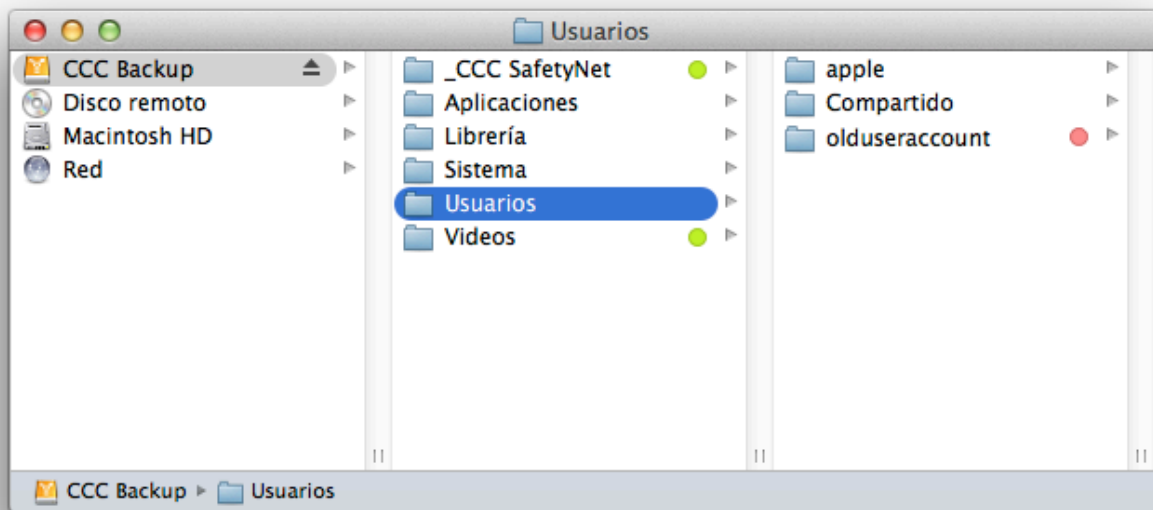 Usuarios
CCC Backup
Disco remoto
Macintosh HD
Red
_CCC SafetyNet
Aplicaciones
Librería
Sistema
Usuarios
Videos
apple
Compartido
olduseraccount
CCC Backup Usuarios